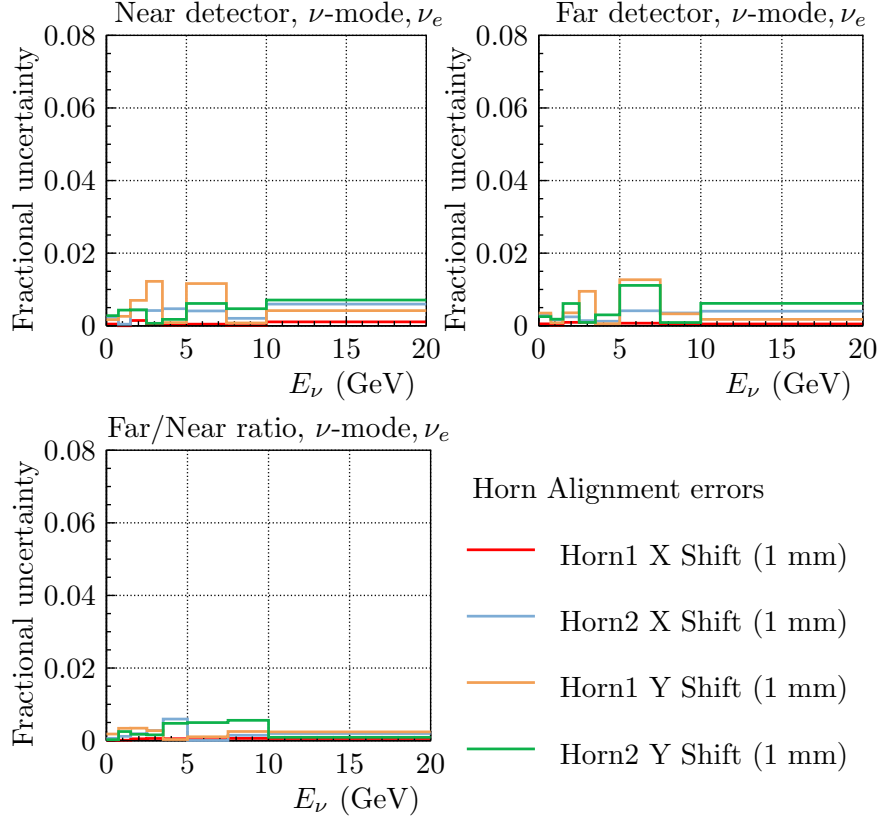 Near detector, ν-mode, νe
Fractional uncertainty
0.08
0.06
0.04
0.02
0
0 5 10 15 20
Eν (GeV)
Far detector, ν-mode, νe
Fractional uncertainty
0.08
0.06
0.04
0.02
0
0 5 10 15 20
Eν (GeV)
Far/Near ratio, ν-mode, νe
Fractional uncertainty
0.08
0.06
0.04
0.02
0
0 5 10 15 20
Eν (GeV)
Horn Alignment errors
Horn1 X Shift (1 mm)
Horn2 X Shift (1 mm)
Horn1 Y Shift (1 mm)
Horn2 Y Shift (1 mm)